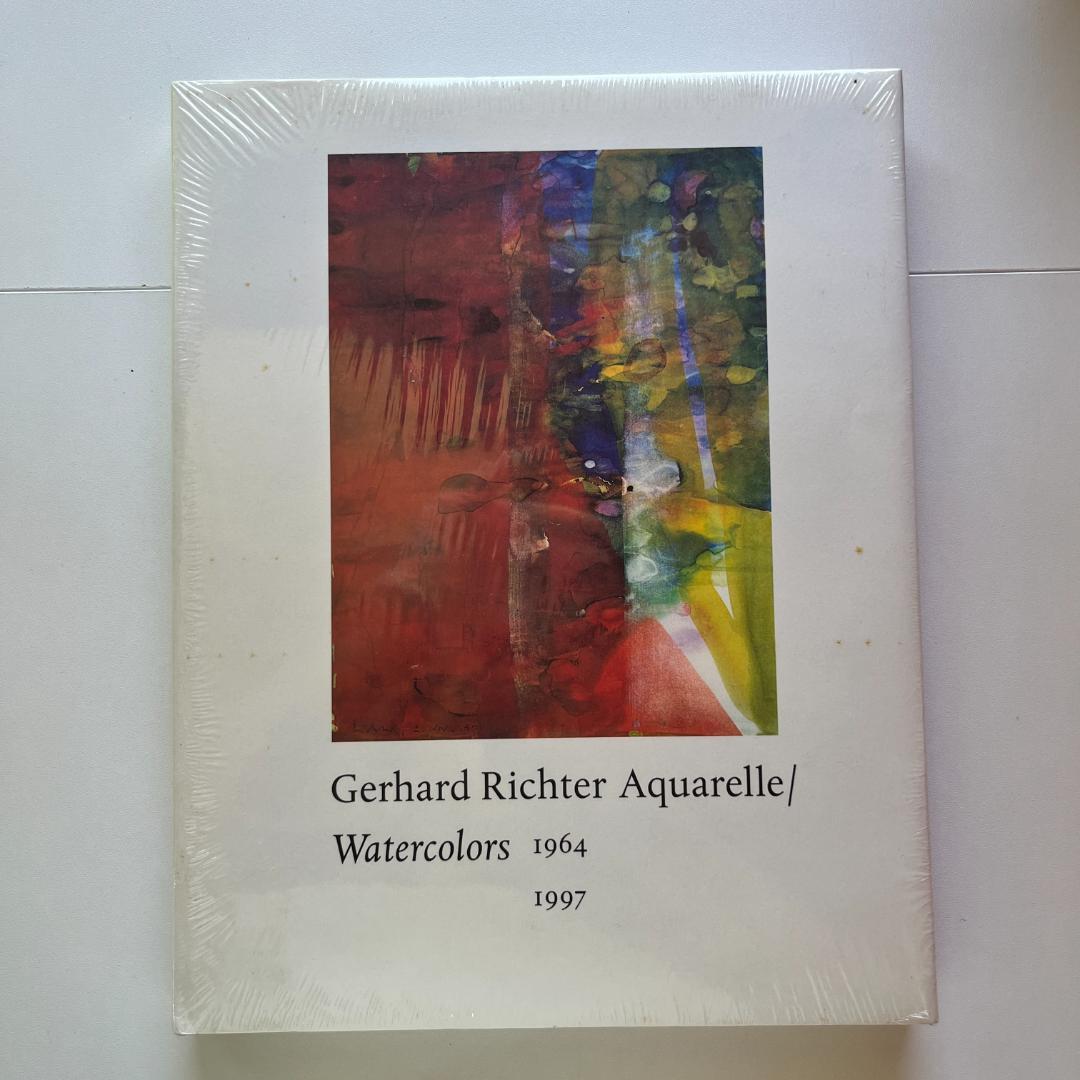 Gerhard Richter Aquarelle/
Watercolors 1964
1997